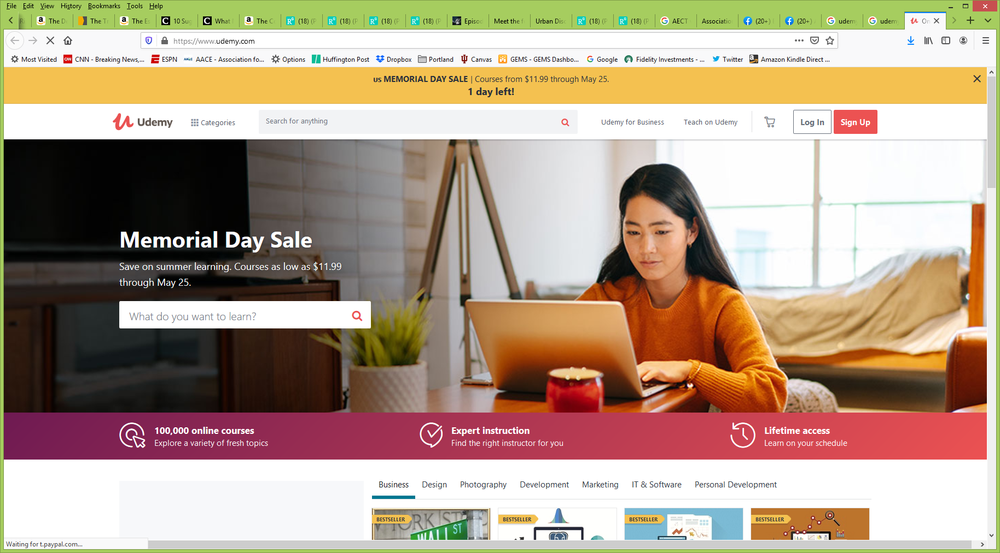 File Edit View History Bookmarks Tools Help
The D The T The Es 10 Sug What The C (18) (P (18) (P (18) (P (18) (P Episod Meet the f Urban Disc (18) (P (18) (P AECT Associatio (20+) (20+) udem udem On
https://www.udemy.com
Most Visited CNN - Breaking News,... ESPN AACE - Association fo... Options Huffington Post Dropbox Portland Canvas GEMS - GEMS Dashbo... Google Fidelity Investments - ... Twitter Amazon Kindle Direct ...
US MEMORIAL DAY SALE | Courses from $11.99 through May 25.
1 day left!
Udemy Categories Search for anything Udemy for Business Teach on Udemy Log In Sign Up
Memorial Day Sale
Save on summer learning. Courses as low as $11.99
through May 25.
What do you want to learn?
100,000 online courses
Explore a variety of fresh topics
Expert instruction
Find the right instructor for you
Lifetime access
Learn on your schedule
Business Design Photography Development Marketing IT & Software Personal Development
BESTSELLER BESTSELLER BESTSELLER BESTSELLER
WALL ST
Waiting for t.paypal.com...